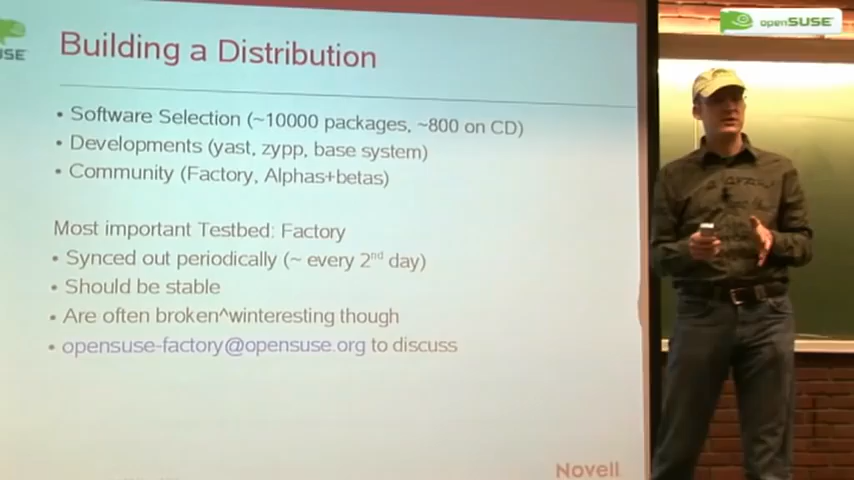 openSUSE
USE
Building a Distribution
• Software Selection (~10000 packages, ~800 on CD)
• Developments (yast, zypp, base system)
• Community (Factory, Alphas+betas)
Most important Testbed: Factory
• Synced out periodically (~ every 2nd day)
• Should be stable
• Are often broken^winteresting though
• opensuse-factory@opensuse.org to discuss
Novell